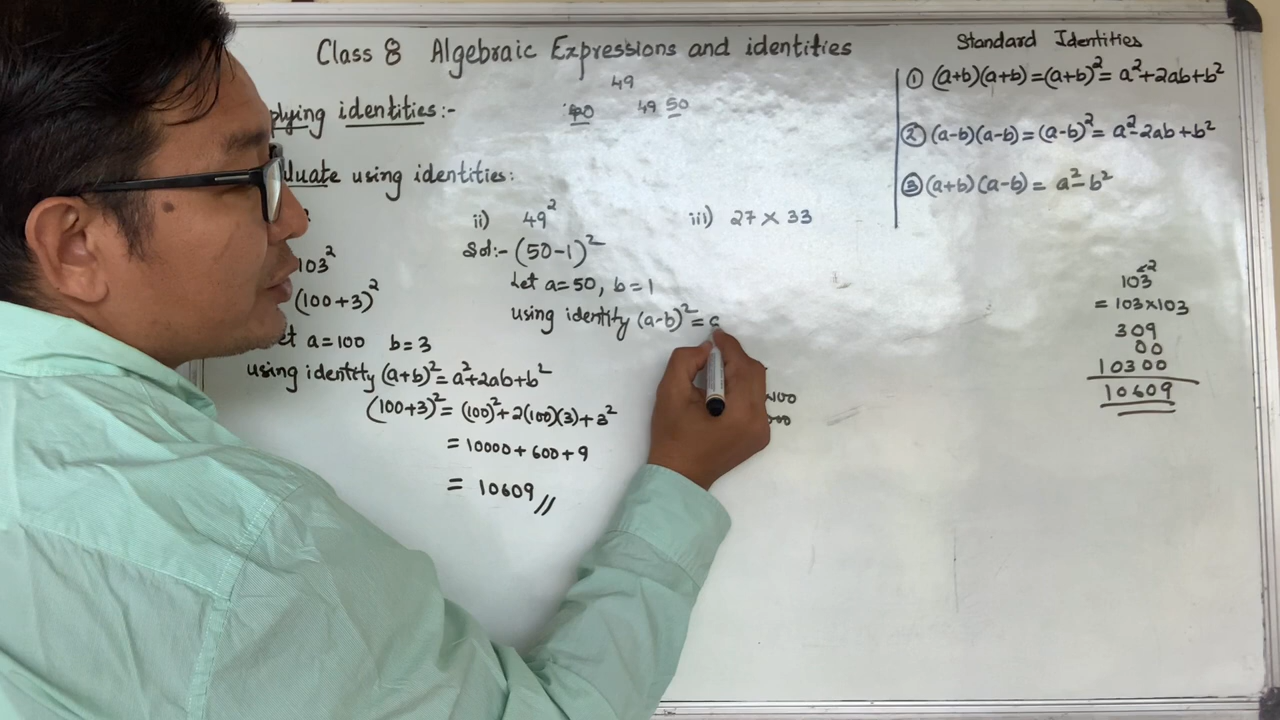 Class 8 Algebraic Expressions and identities
49
40 49 50
plying identities:-
luate using identities:
103²
(100+3)²
et a=100 b=3
using identity (a+b)²=a²+2ab+b²
(100+3)²= (100)²+2(100)(3)+3²
= 10000+600+9
= 10609//
ii) 49²
Sol:- (50-1)²
Let a=50, b=1
using identity (a-b)²=
iii) 27×33
×100
000
Standard Identities
① (a+b)(a+b)=(a+b)²= a²+2ab+b²
② (a-b)(a-b)=(a-b)²= a²-2ab+b²
③ (a+b)(a-b)= a²-b²
103²
= 103×103
309
00
10300
10609